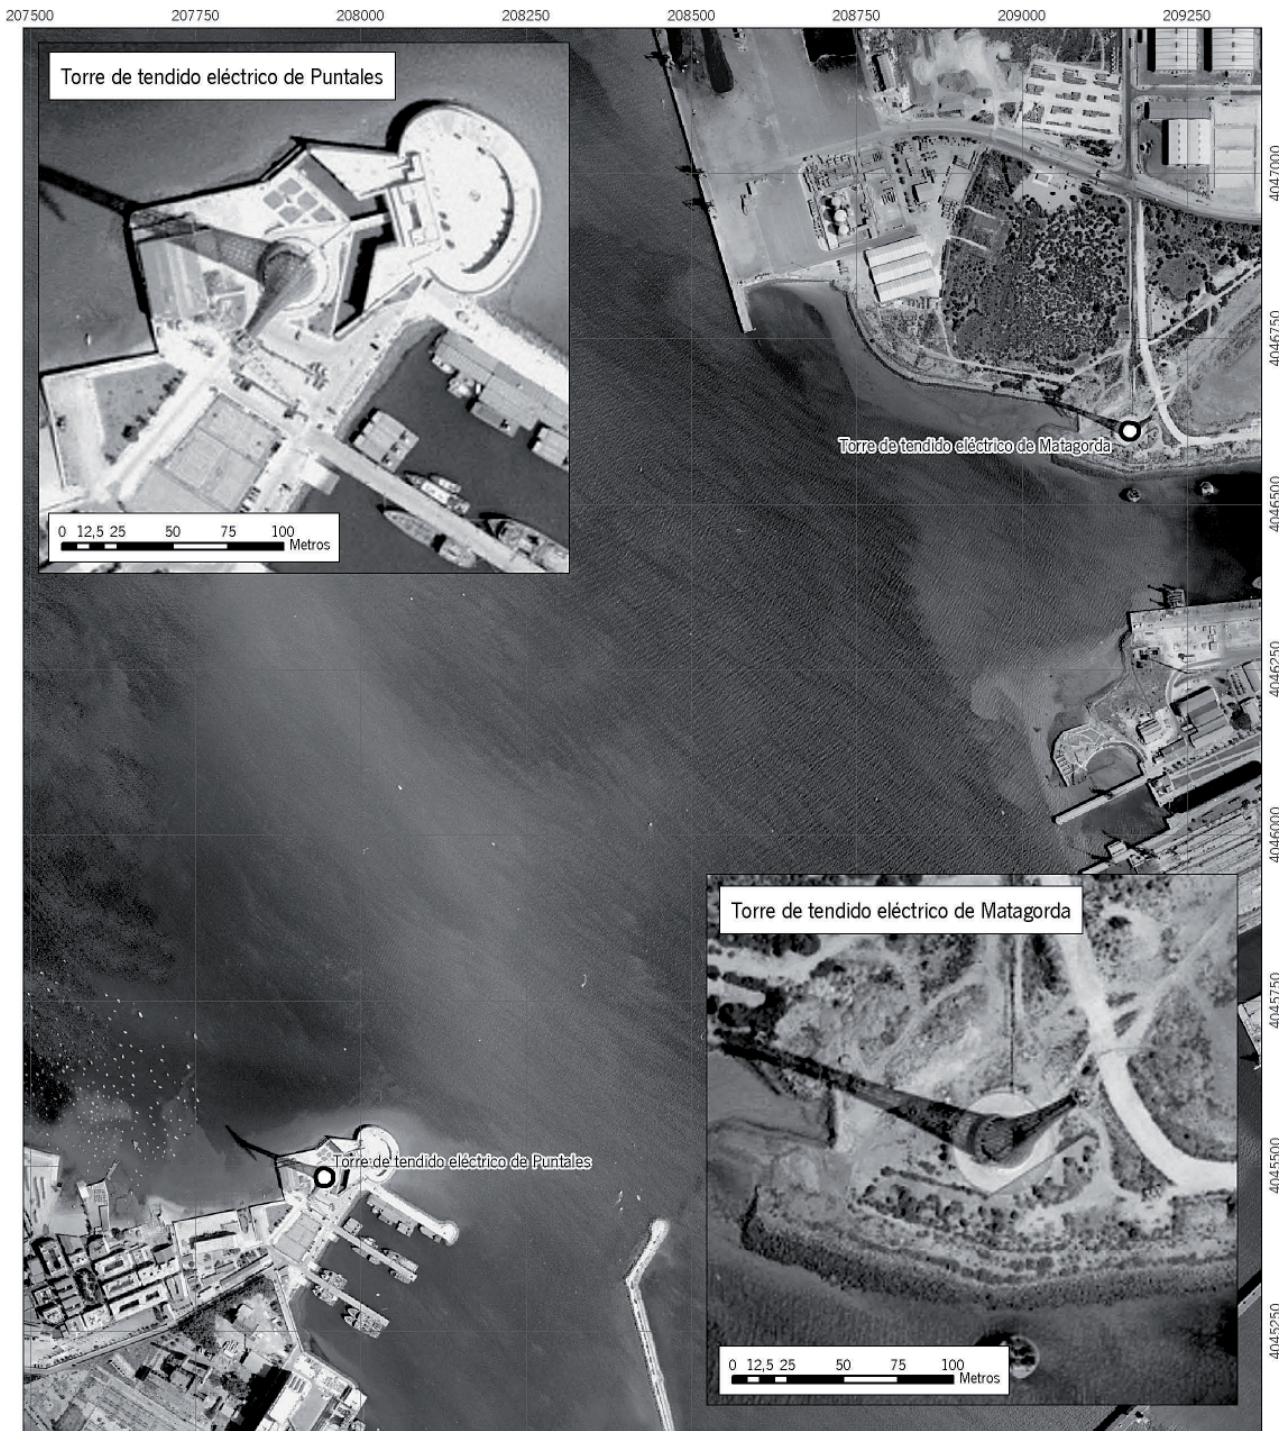 207500 207750 208000 208250 208500 208750 209000 209250
Torre de tendido eléctrico de Puntales
4047000
4046750
Torre de tendido eléctrico de Matagorda
4046500
0 12,5 25 50 75 100
Metros
4046250
4046000
Torre de tendido eléctrico de Matagorda
4045750
Torre de tendido eléctrico de Puntales
4045500
4045250
0 12,5 25 50 75 100
Metros